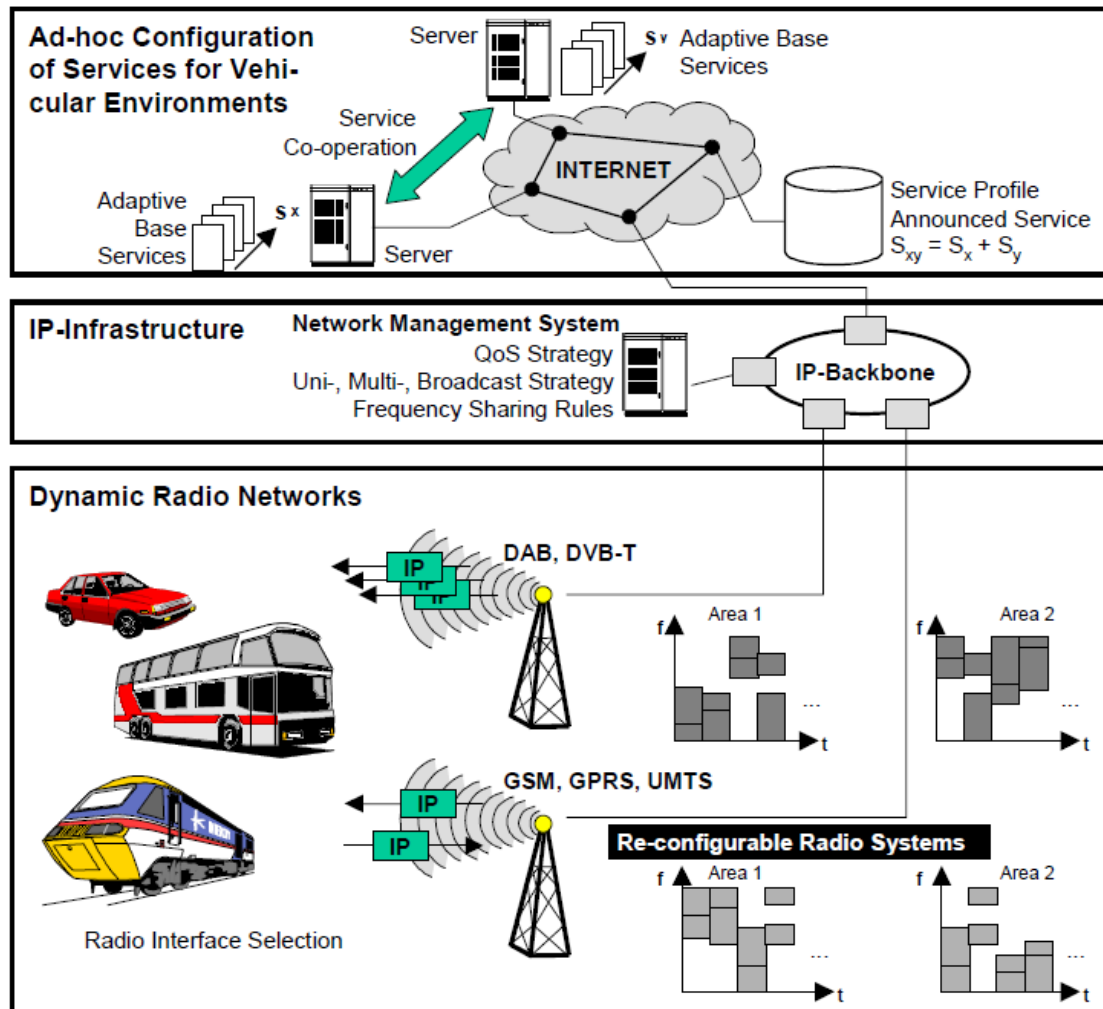 Ad-hoc Configuration
of Services for Vehi-
cular Environments
Server
s y
Adaptive Base
Services
Service
Co-operation
INTERNET
Adaptive
Base
Services
s x
Server
Service Profile
Announced Service
Sxy = Sx + Sy
IP-Infrastructure
Network Management System
QoS Strategy
Uni-, Multi-, Broadcast Strategy
Frequency Sharing Rules
IP-Backbone
Dynamic Radio Networks
DAB, DVB-T
IP
IP
IP
Area 1
f
...
t
Area 2
f
...
t
GSM, GPRS, UMTS
IP
IP
Re-configurable Radio Systems
Area 1
f
...
t
Area 2
f
...
t
Radio Interface Selection